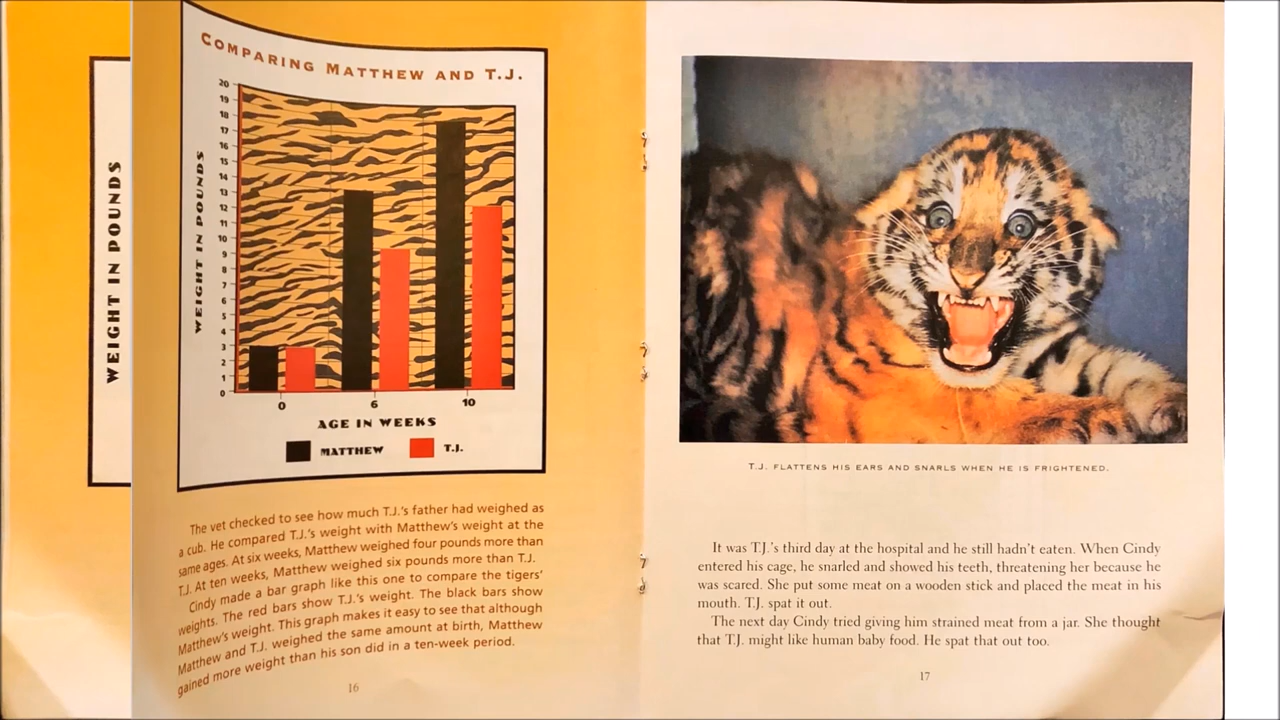 WEIGHT IN POUNDS
COMPARING MATTHEW AND T.J.
WEIGHT IN POUNDS
20
19
18
17
16
15
14
13
12
11
10
9
8
7
6
5
4
3
2
1
0
0 6 10
AGE IN WEEKS
MATTHEW T.J.
The vet checked to see how much T.J.'s father had weighed as
a cub. He compared T.J.'s weight with Matthew's weight at the
same ages. At six weeks, Matthew weighed four pounds more than
T.J. At ten weeks, Matthew weighed six pounds more than T.J.
Cindy made a bar graph like this one to compare the tigers'
weights. The red bars show T.J.'s weight. The black bars show
Matthew's weight. This graph makes it easy to see that although
Matthew and T.J. weighed the same amount at birth, Matthew
gained more weight than his son did in a ten-week period.
16
T.J. FLATTENS HIS EARS AND SNARLS WHEN HE IS FRIGHTENED.
It was T.J.'s third day at the hospital and he still hadn't eaten. When Cindy
entered his cage, he snarled and showed his teeth, threatening her because he
was scared. She put some meat on a wooden stick and placed the meat in his
mouth. T.J. spat it out.
The next day Cindy tried giving him strained meat from a jar. She thought
that T.J. might like human baby food. He spat that out too.
17